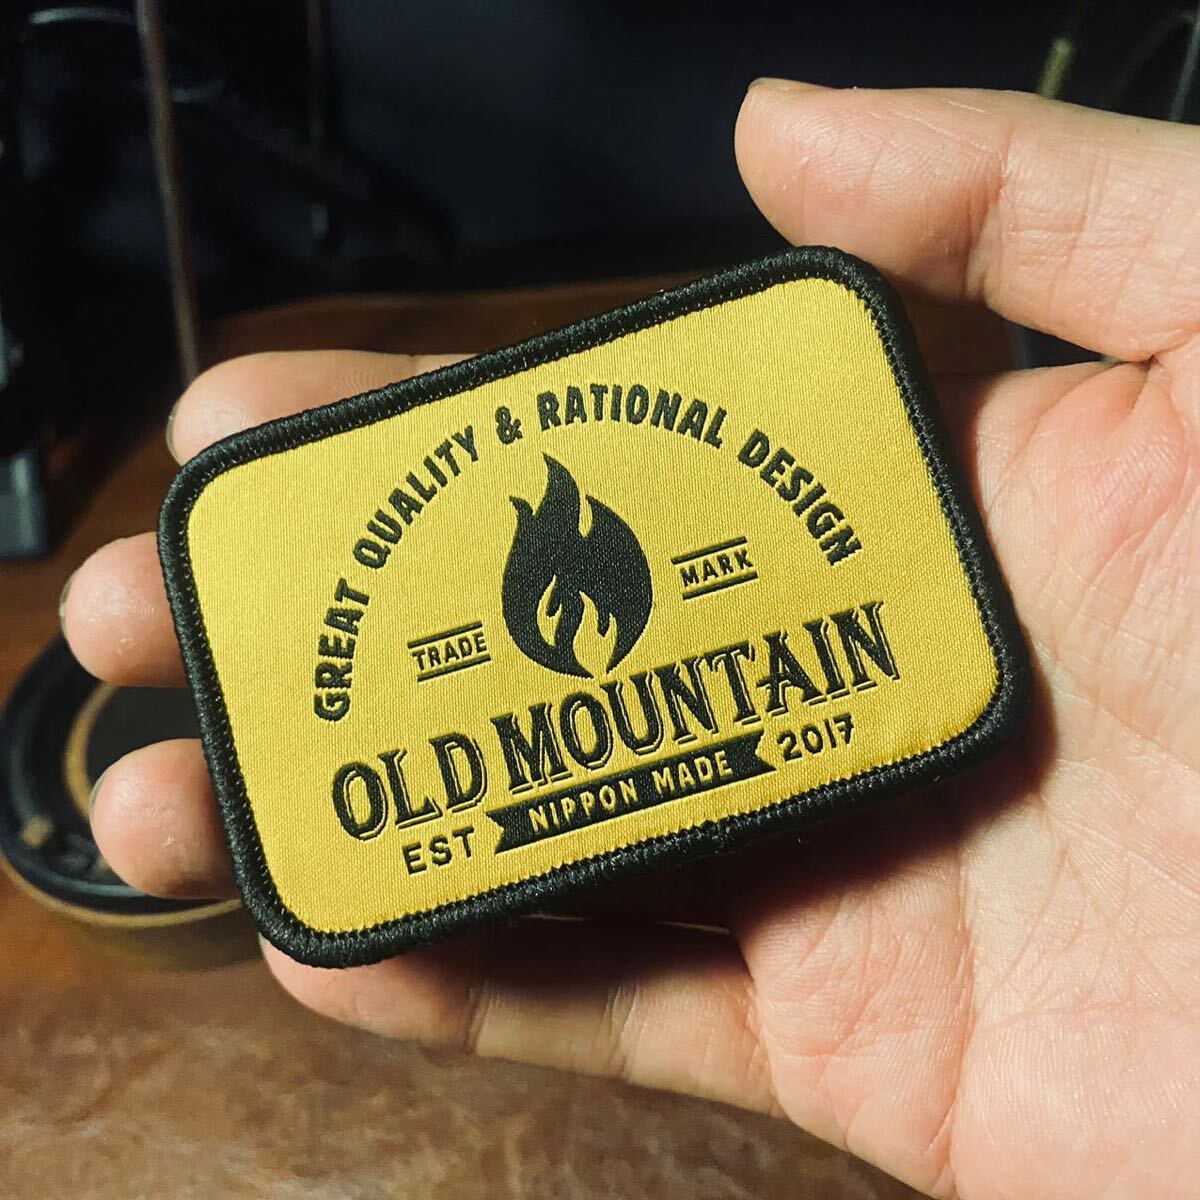 GREAT QUALITY & RATIONAL DESIGN
TRADE MARK
OLD MOUNTAIN
EST NIPPON MADE 2017